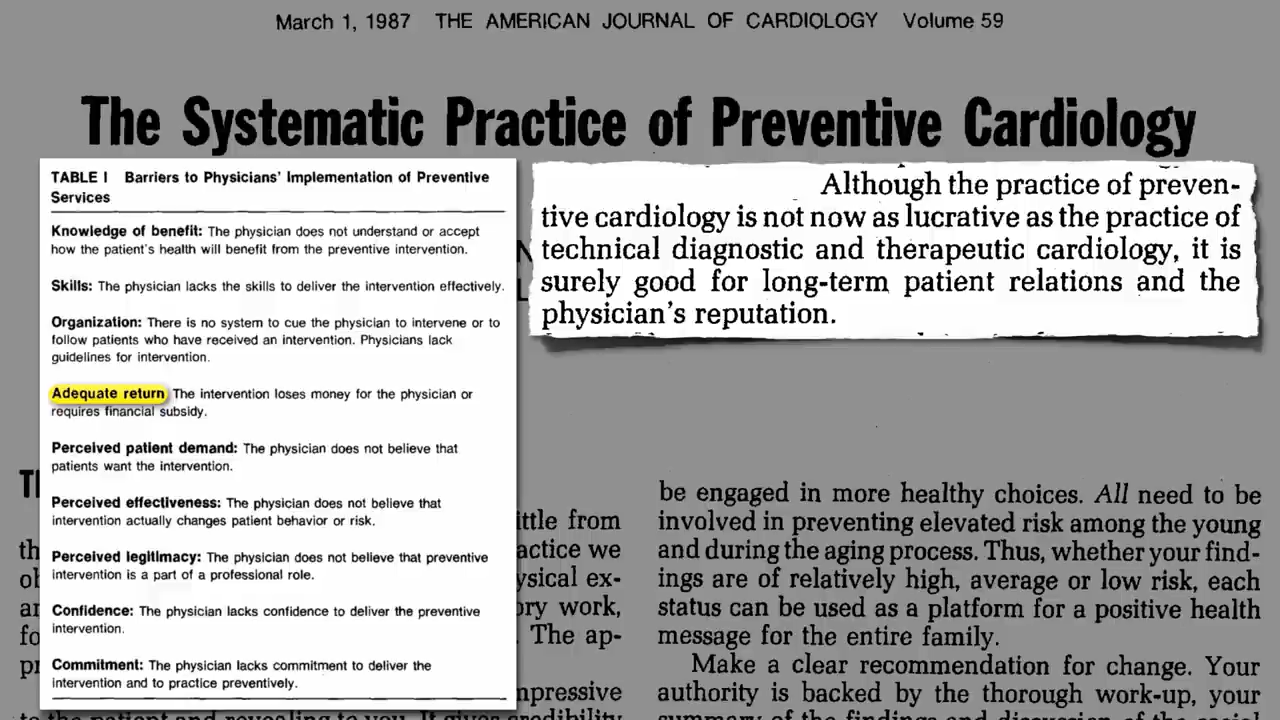 March 1, 1987 THE AMERICAN JOURNAL OF CARDIOLOGY Volume 59
The Systematic Practice of Preventive Cardiology
TABLE I Barriers to Physicians' Implementation of Preventive
Services
Knowledge of benefit: The physician does not understand or accept
how the patient's health will benefit from the preventive intervention.
Skills: The physician lacks the skills to deliver the intervention effectively.
Organization: There is no system to cue the physician to intervene or to
follow patients who have received an intervention. Physicians lack
guidelines for intervention.
Adequate return The intervention loses money for the physician or
requires financial subsidy.
Perceived patient demand: The physician does not believe that
patients want the intervention.
Perceived effectiveness: The physician does not believe that
intervention actually changes patient behavior or risk.
Perceived legitimacy: The physician does not believe that preventive
intervention is a part of a professional role.
Confidence: The physician lacks confidence to deliver the preventive
intervention.
Commitment: The physician lacks commitment to deliver the
intervention and to practice preventively.
Although the practice of preven-
tive cardiology is not now as lucrative as the practice of
technical diagnostic and therapeutic cardiology, it is
surely good for long-term patient relations and the
physician's reputation.
from
we
ex-
work,
The ap-
be engaged in more healthy choices. All need to be
involved in preventing elevated risk among the young
and during the aging process. Thus, whether your find-
ings are of relatively high, average or low risk, each
status can be used as a platform for a positive health
message for the entire family.
Make a clear recommendation for change. Your
authority is backed by the thorough work-up, your